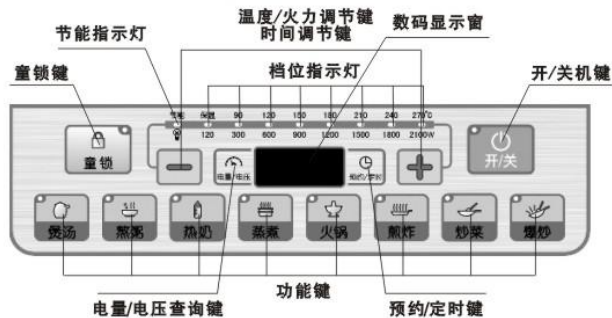 温度/火力调节键
时间调节键
数码显示窗
节能指示灯
童锁键
档位指示灯
开/关机键
节能 保温 90 120 150 180 210 240 270℃
120 300 600 900 1200 1500 1800 2100W
童锁
电量/电压
预约/定时
开/关
煲汤 熬粥 热奶 蒸煮 火锅 煎炸 炒菜 爆炒
功能键
电量/电压查询键
预约/定时键